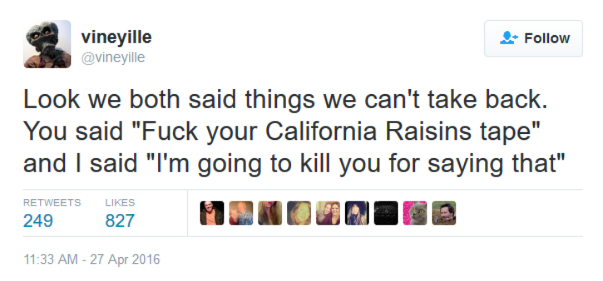 vineyille
@vineyille
Follow
Look we both said things we can't take back.
You said "Fuck your California Raisins tape"
and I said "I'm going to kill you for saying that"
RETWEETS LIKES
249 827
11:33 AM - 27 Apr 2016